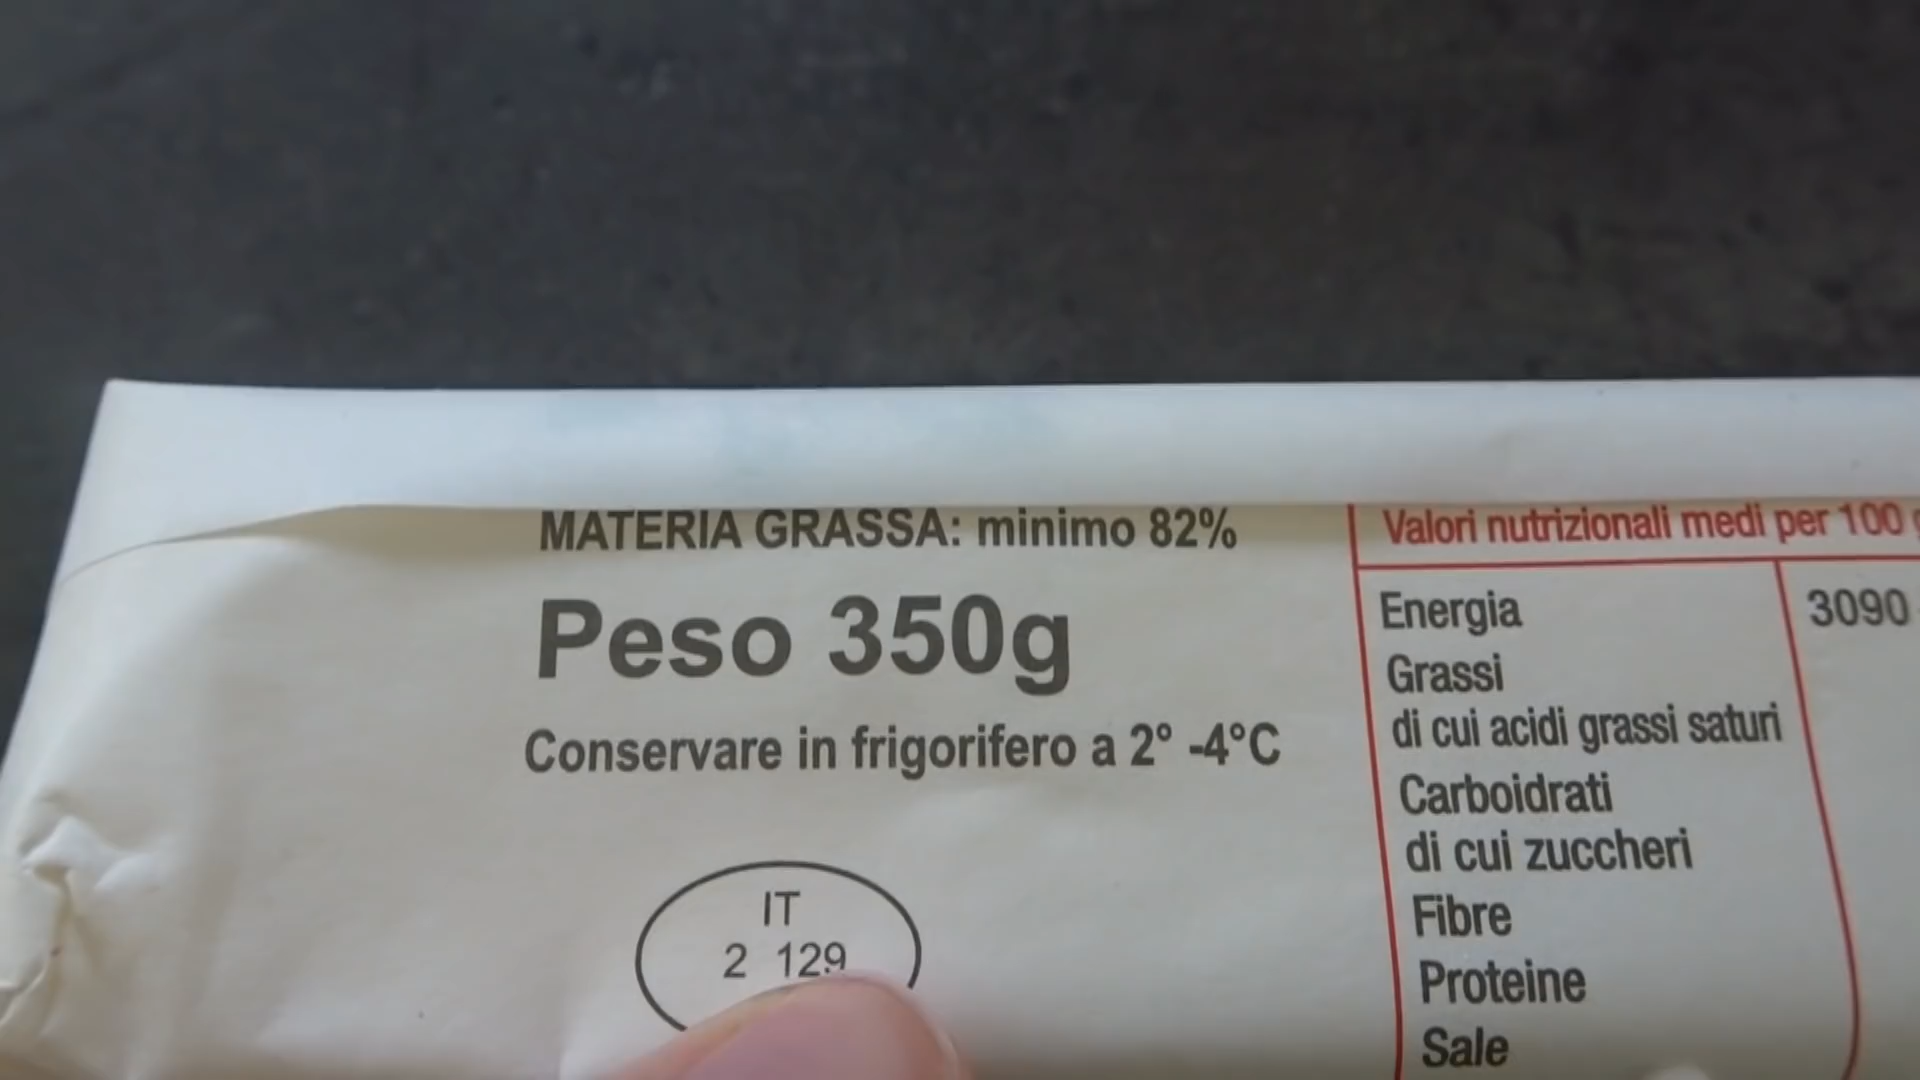 MATERIA GRASSA: minimo 82%
Peso 350g
Conservare in frigorifero a 2° -4°C
IT
2 129
Valori nutrizionali medi per 100
Energia 3090
Grassi
di cui acidi grassi saturi
Carboidrati
di cui zuccheri
Fibre
Proteine
Sale